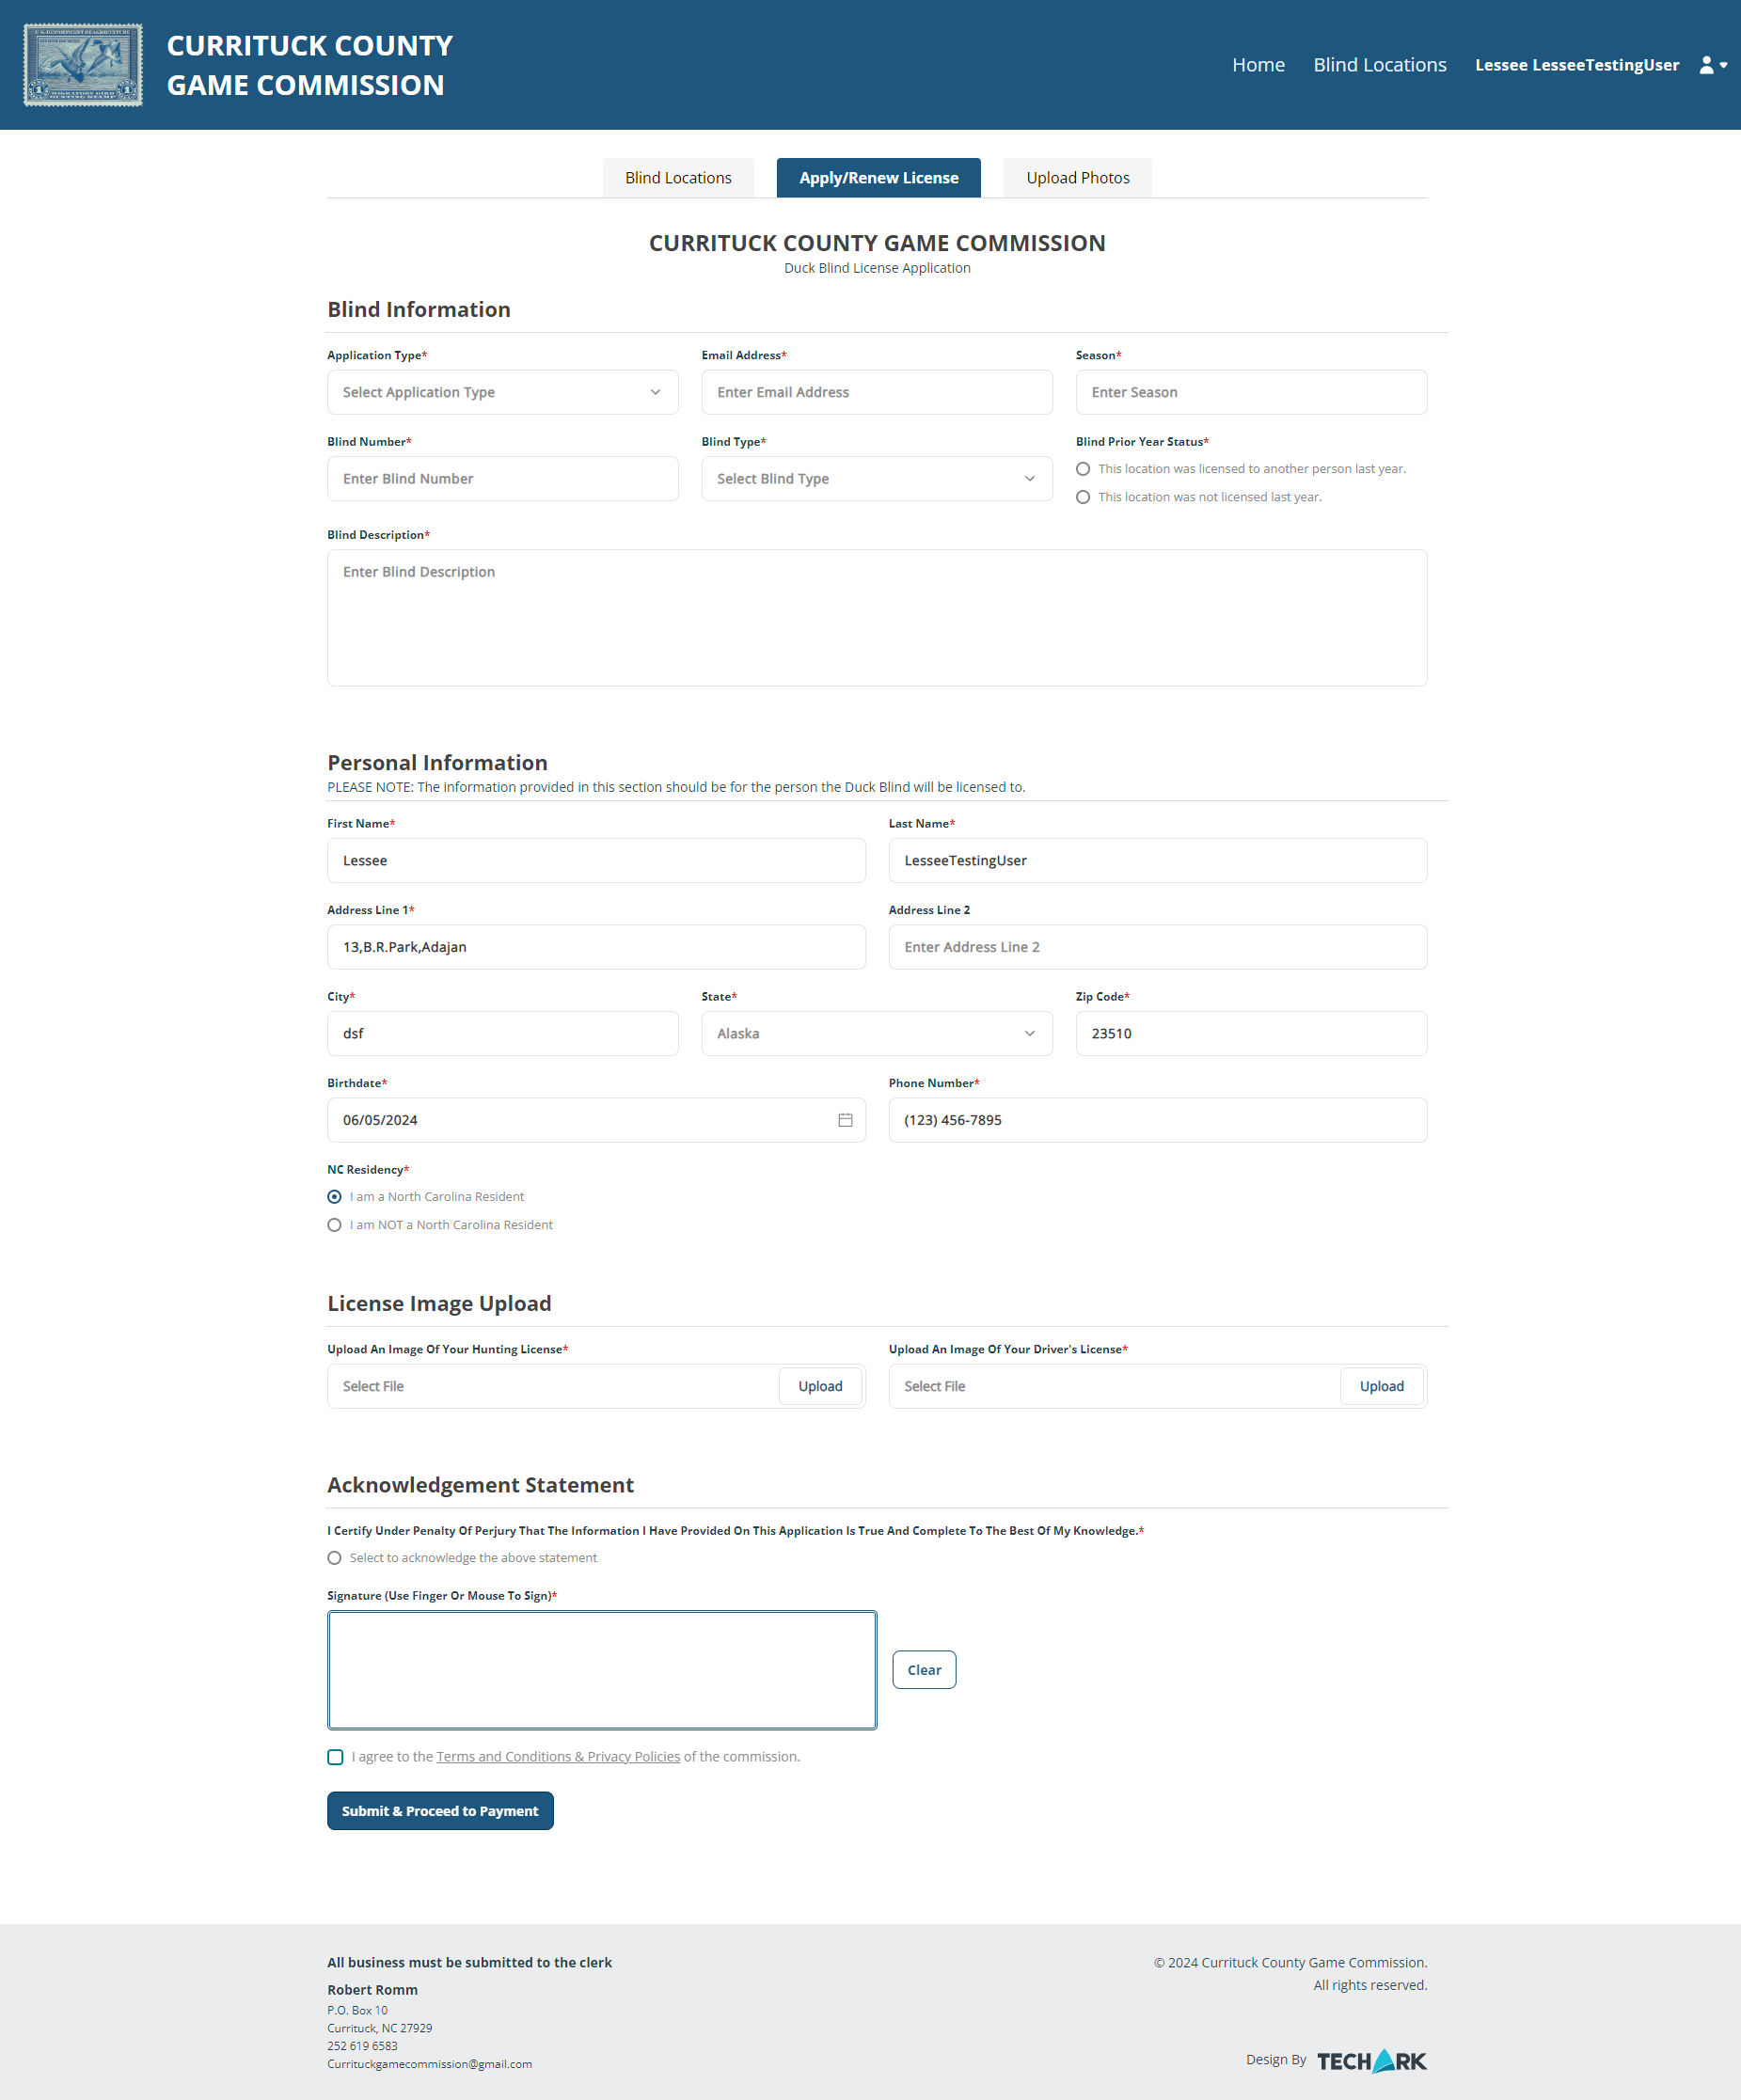 U.S. DEPARTMENT OF AGRICULTURE
1
1
MIGRATORY BIRD
HUNTING STAMP
CURRITUCK COUNTY
GAME COMMISSION
Home Blind Locations Lessee LesseeTestingUser
Blind Locations Apply/Renew License Upload Photos
CURRITUCK COUNTY GAME COMMISSION
Duck Blind License Application
Blind Information
Application Type* Email Address* Season*
Select Application Type Enter Email Address Enter Season
Blind Number* Blind Type* Blind Prior Year Status*
Enter Blind Number Select Blind Type This location was licensed to another person last year.
This location was not licensed last year.
Blind Description*
Enter Blind Description
Personal Information
PLEASE NOTE: The information provided in this section should be for the person the Duck Blind will be licensed to.
First Name* Last Name*
Lessee LesseeTestingUser
Address Line 1* Address Line 2
13,B.R.Park,Adajan Enter Address Line 2
City* State* Zip Code*
dsf Alaska 23510
Birthdate* Phone Number*
06/05/2024 (123) 456-7895
NC Residency*
I am a North Carolina Resident
I am NOT a North Carolina Resident
License Image Upload
Upload An Image Of Your Hunting License* Upload An Image Of Your Driver's License*
Select File Upload Select File Upload
Acknowledgement Statement
I Certify Under Penalty Of Perjury That The Information I Have Provided On This Application Is True And Complete To The Best Of My Knowledge.*
Select to acknowledge the above statement
Signature (Use Finger Or Mouse To Sign)*
Clear
I agree to the Terms and Conditions & Privacy Policies of the commission.
Submit & Proceed to Payment
All business must be submitted to the clerk
Robert Romm
P.O. Box 10
Currituck, NC 27929
252 619 6583
Currituckgamecommission@gmail.com
© 2024 Currituck County Game Commission.
All rights reserved.
Design By TECHARK